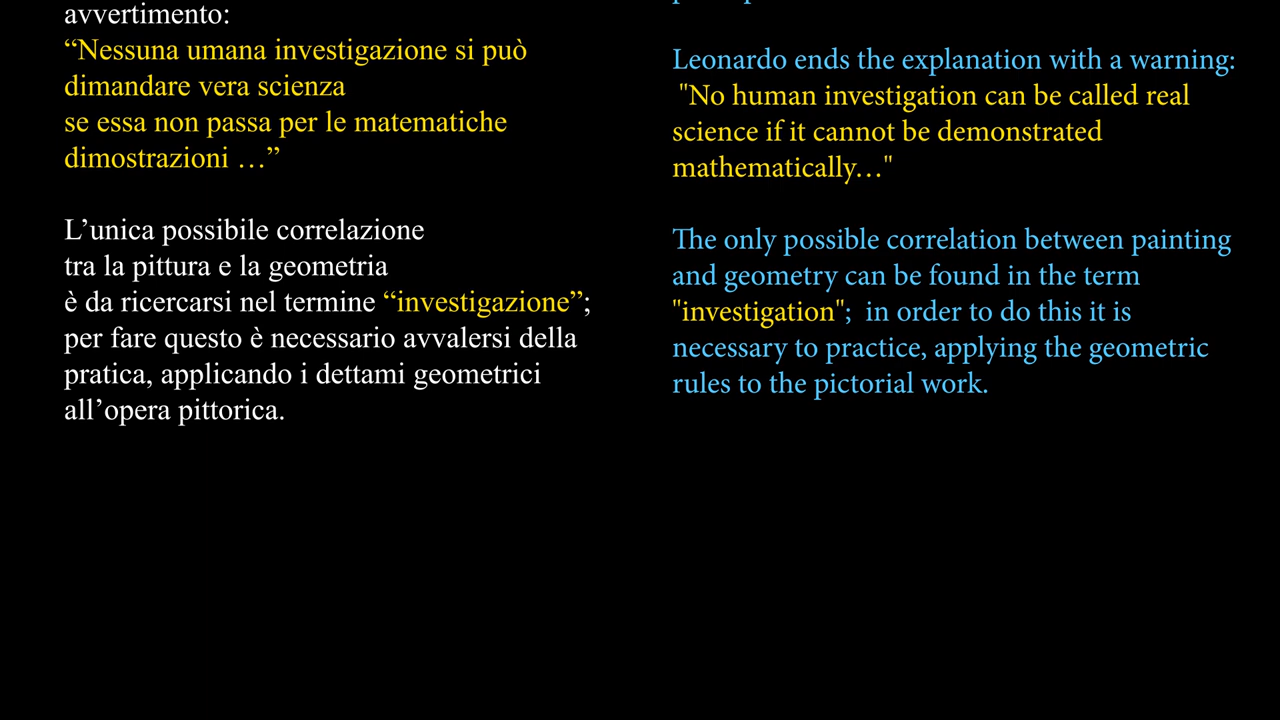 avvertimento:
“Nessuna umana investigazione si può
dimandare vera scienza
se essa non passa per le matematiche
dimostrazioni …”
L’unica possibile correlazione
tra la pittura e la geometria
è da ricercarsi nel termine “investigazione”;
per fare questo è necessario avvalersi della
pratica, applicando i dettami geometrici
all’opera pittorica.
Leonardo ends the explanation with a warning:
"No human investigation can be called real
science if it cannot be demonstrated
mathematically…"
The only possible correlation between painting
and geometry can be found in the term
"investigation";  in order to do this it is
necessary to practice, applying the geometric
rules to the pictorial work.